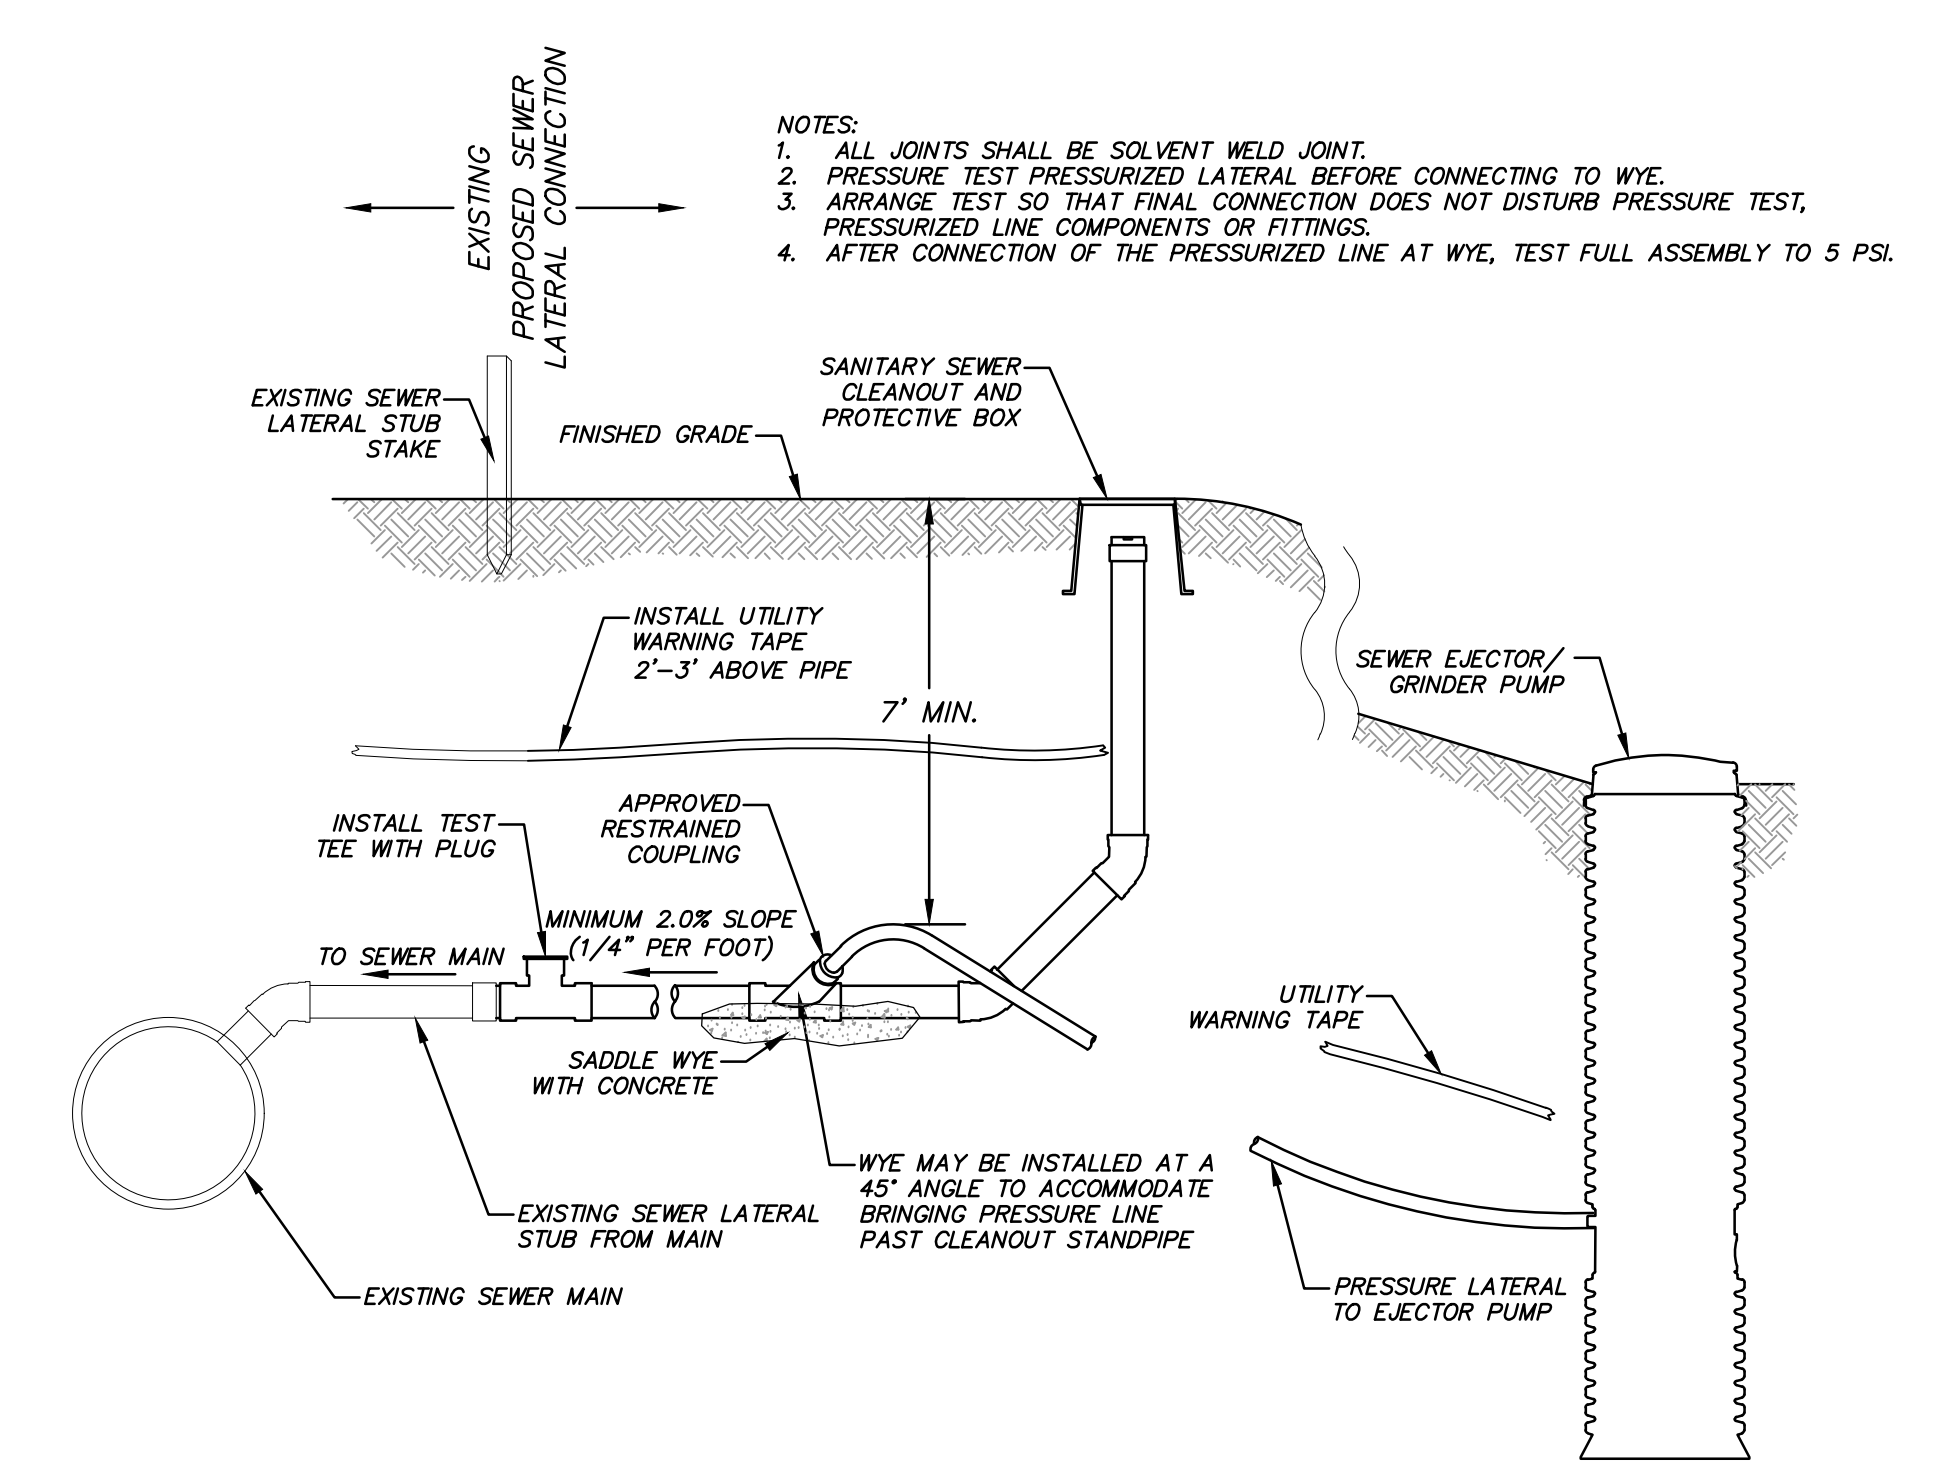 EXISTING
PROPOSED SEWER
LATERAL CONNECTION
NOTES:
1. ALL JOINTS SHALL BE SOLVENT WELD JOINT.
2. PRESSURE TEST PRESSURIZED LATERAL BEFORE CONNECTING TO WYE.
3. ARRANGE TEST SO THAT FINAL CONNECTION DOES NOT DISTURB PRESSURE TEST,
PRESSURIZED LINE COMPONENTS OR FITTINGS.
4. AFTER CONNECTION OF THE PRESSURIZED LINE AT WYE, TEST FULL ASSEMBLY TO 5 PSI.
EXISTING SEWER
LATERAL STUB
STAKE
FINISHED GRADE
SANITARY SEWER
CLEANOUT AND
PROTECTIVE BOX
INSTALL UTILITY
WARNING TAPE
2'-3' ABOVE PIPE
7' MIN.
SEWER EJECTOR/
GRINDER PUMP
INSTALL TEST
TEE WITH PLUG
APPROVED
RESTRAINED
COUPLING
MINIMUM 2.0% SLOPE
(1/4" PER FOOT)
TO SEWER MAIN
SADDLE WYE
WITH CONCRETE
UTILITY
WARNING TAPE
WYE MAY BE INSTALLED AT A
45° ANGLE TO ACCOMMODATE
BRINGING PRESSURE LINE
PAST CLEANOUT STANDPIPE
EXISTING SEWER LATERAL
STUB FROM MAIN
EXISTING SEWER MAIN
PRESSURE LATERAL
TO EJECTOR PUMP